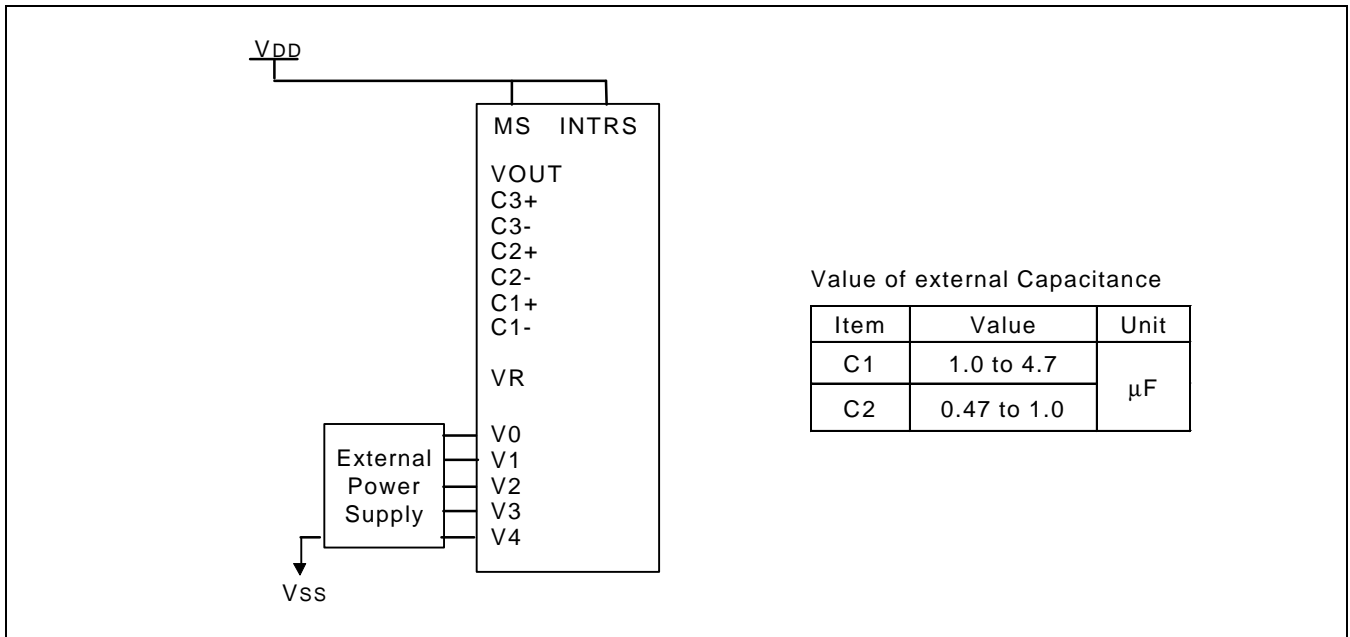 VDD
MS INTRS
VOUT
C3+
C3-
C2+
C2-
C1+
C1-
VR
V0
V1
V2
V3
V4
External
Power
Supply
VSS
Value of external Capacitance
Item Value Unit
C1 1.0 to 4.7 μF
C2 0.47 to 1.0